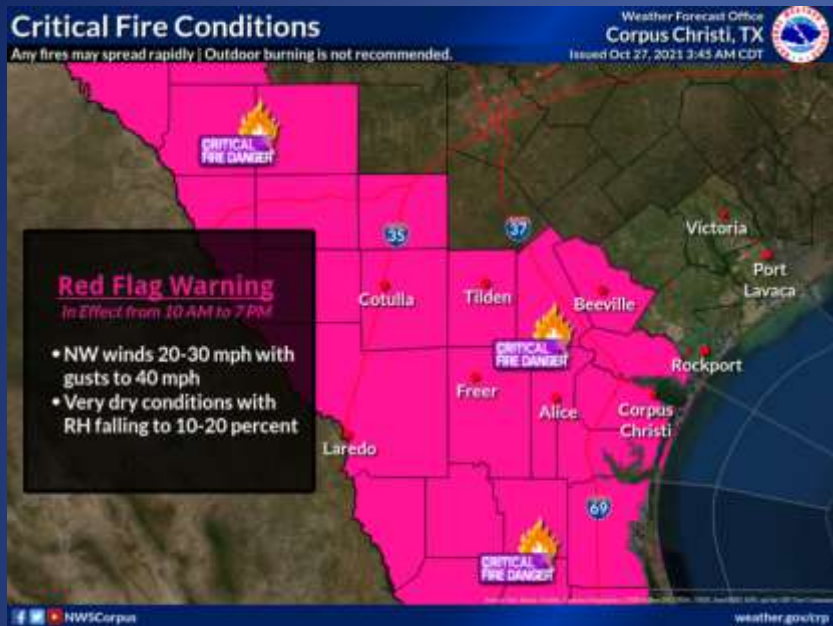 Critical Fire Conditions
Any fires may spread rapidly | Outdoor burning is not recommended.
Weather Forecast Office
Corpus Christi, TX
Issued Oct 27, 2021 3:45 AM CDT
CRITICAL
FIRE DANGER
35
37
Victoria
Port
Lavaca
Red Flag Warning
In Effect from 10 AM to 7 PM
• NW winds 20-30 mph with
gusts to 40 mph
• Very dry conditions with
RH falling to 10-20 percent
Cotulla
Tilden
Beeville
CRITICAL
FIRE DANGER
Rockport
Freer
Alice
Corpus
Christi
Laredo
69
CRITICAL
FIRE DANGER
NWSCorpus
weather.gov/crp